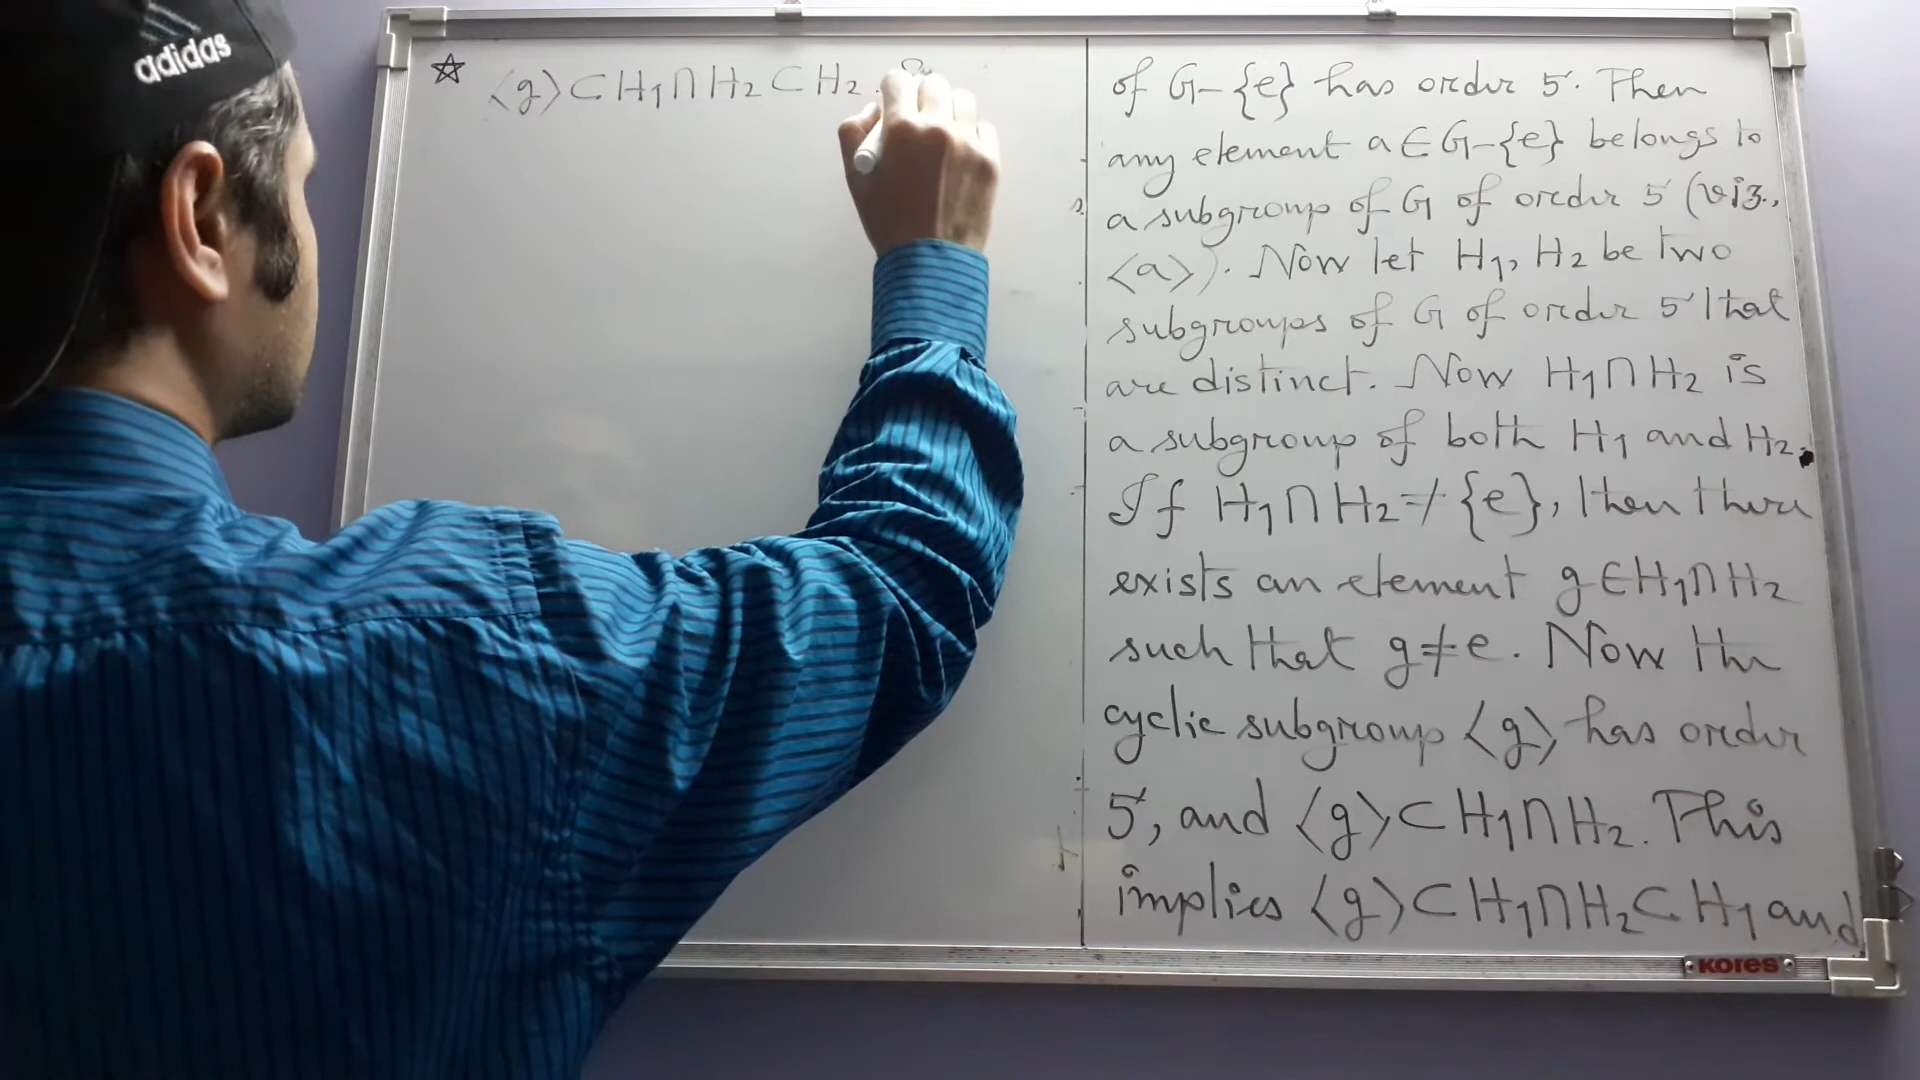 adidas
☆ ⟨g⟩⊂H₁∩H₂⊂H₂.
of G-{e} has order 5. Then
any element a∈G-{e} belongs to
a subgroup of G of order 5 (viz.,
⟨a⟩). Now let H₁, H₂ be two
subgroups of G of order 5 that
are distinct. Now H₁∩H₂ is
a subgroup of both H₁ and H₂.
If H₁∩H₂≠{e}, then there
exists an element g∈H₁∩H₂
such that g≠e. Now the
cyclic subgroup ⟨g⟩ has order
5, and ⟨g⟩⊂H₁∩H₂. This
implies ⟨g⟩⊂H₁∩H₂⊂H₁ and
KORES